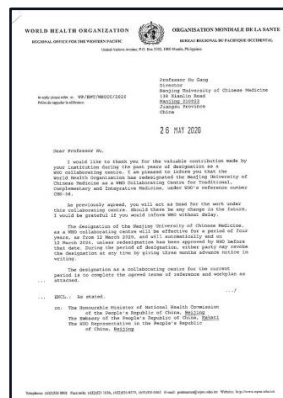 WORLD HEALTH ORGANIZATION
ORGANISATION MONDIALE DE LA SANTE
REGIONAL OFFICE FOR THE WESTERN PACIFIC
BUREAU REGIONAL DU PACIFIQUE OCCIDENTAL
Professor Hu Gang
Director
Nanjing University of Chinese Medicine
138 Xianlin Road
Nanjing 210023
Jiangsu Province
China
In reply please refer to:
26 MAY 2020
Dear Professor Hu,
I would like to thank you for the valuable contribution made by
your institution during the past years of designation as a
WHO collaborating centre. I am pleased to inform you that the
World Health Organization has redesignated the Nanjing University of
Chinese Medicine as a WHO Collaborating Centre for Traditional,
Complementary and Integrative Medicine, under WHO's reference number
As previously agreed, you will act as head for the work under
this collaborating centre. Should there be any change in the future,
I would be grateful if you would inform WHO without delay.
The designation of the Nanjing University of Chinese Medicine,
as a WHO collaborating centre will be effective for a period of four
years, as from 12 March 2020, and will automatically end on
12 March 2024, unless redesignation has been approved by WHO before
that date. During the period of designation, either party may revoke
the designation at any time by giving three months advance notice in
writing.
The designation as a collaborating centre for the current
period is to complete the agreed terms of reference and workplan as
... attached.
.../
... ENCL.: As stated.
cc: The Honourable Minister of National Health Commission
of the People's Republic of China, Beijing
The Embassy of the People's Republic of China, Manila
The WHO Representative in the People's Republic
of China, Beijing